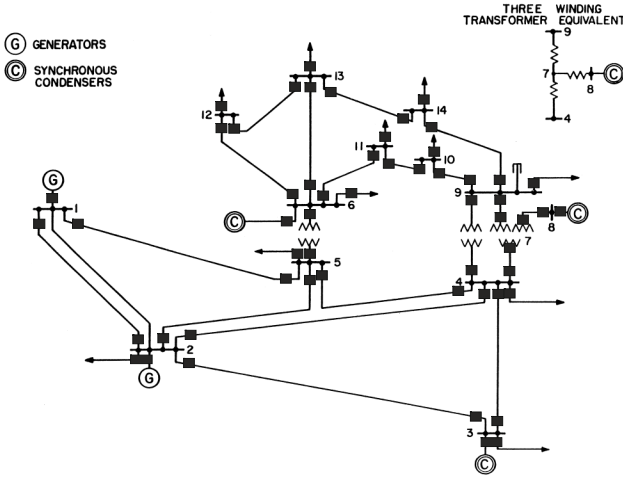 THREE WINDING
TRANSFORMER EQUIVALENT
9
7
C
8
4
G GENERATORS
C SYNCHRONOUS
CONDENSERS
13
14
12
11
10
9
G
1
C
6
C
8
7
5
4
2
G
3
C